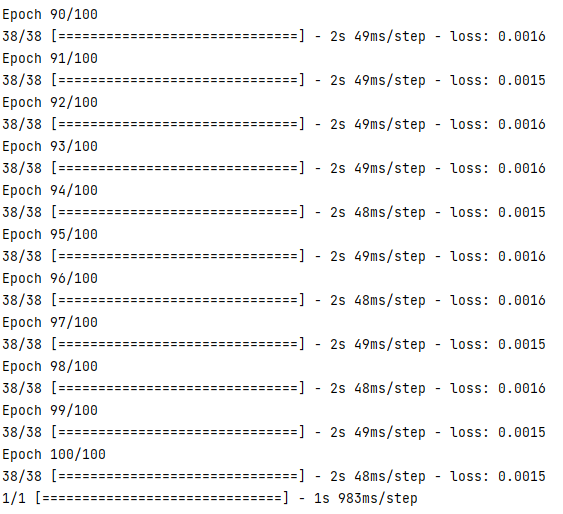 Epoch 90/100
38/38 [==============================] - 2s 49ms/step - loss: 0.0016
Epoch 91/100
38/38 [==============================] - 2s 49ms/step - loss: 0.0015
Epoch 92/100
38/38 [==============================] - 2s 49ms/step - loss: 0.0016
Epoch 93/100
38/38 [==============================] - 2s 49ms/step - loss: 0.0016
Epoch 94/100
38/38 [==============================] - 2s 48ms/step - loss: 0.0015
Epoch 95/100
38/38 [==============================] - 2s 49ms/step - loss: 0.0016
Epoch 96/100
38/38 [==============================] - 2s 48ms/step - loss: 0.0016
Epoch 97/100
38/38 [==============================] - 2s 49ms/step - loss: 0.0015
Epoch 98/100
38/38 [==============================] - 2s 48ms/step - loss: 0.0016
Epoch 99/100
38/38 [==============================] - 2s 49ms/step - loss: 0.0015
Epoch 100/100
38/38 [==============================] - 2s 48ms/step - loss: 0.0015
1/1 [==============================] - 1s 983ms/step